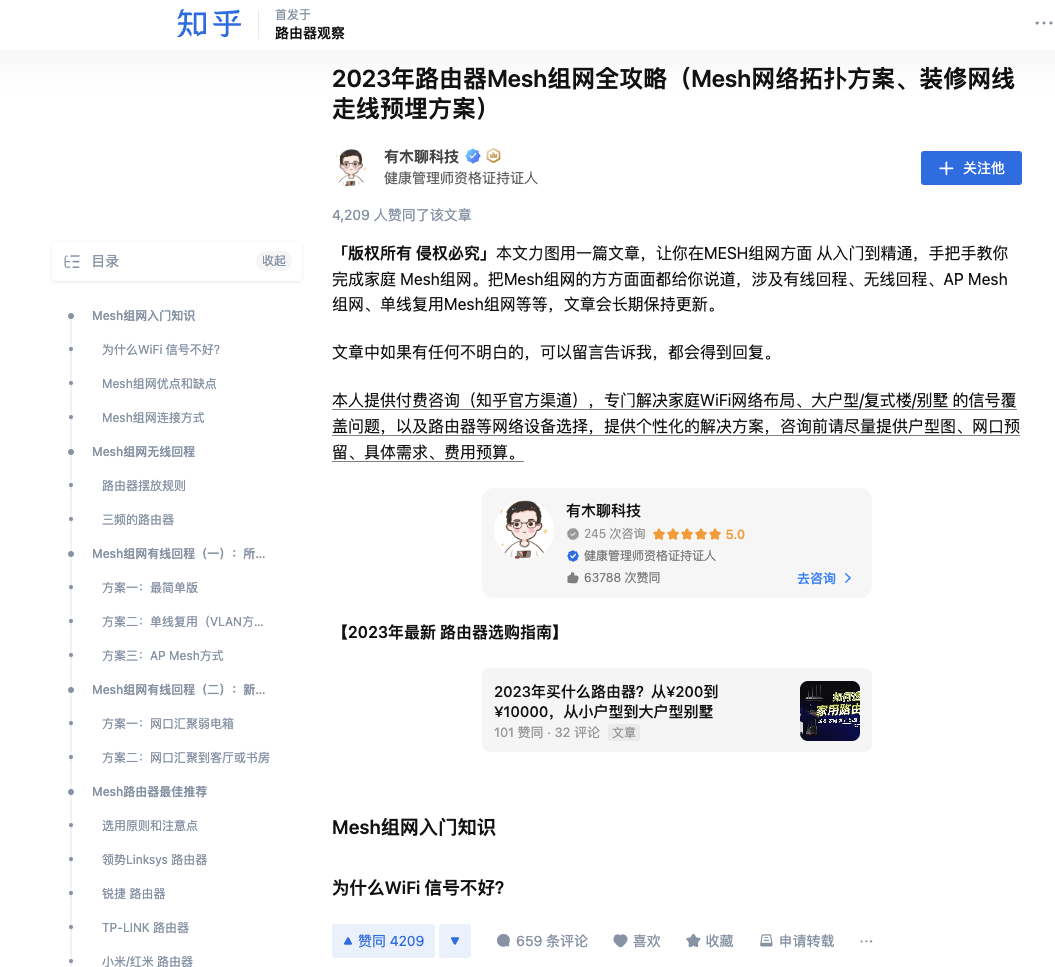 知乎
首发于
路由器观察
2023年路由器Mesh组网全攻略（Mesh网络拓扑方案、装修网线
走线预埋方案）
有木聊科技
健康管理师资格证持证人
关注他
4,209 人赞同了该文章
「版权所有 侵权必究」本文力图用一篇文章，让你在MESH组网方面 从入门到精通，手把手教你
完成家庭 Mesh组网。把Mesh组网的方方面面都给你说道，涉及有线回程、无线回程、AP Mesh
组网、单线复用Mesh组网等等，文章会长期保持更新。
文章中如果有任何不明白的，可以留言告诉我，都会得到回复。
本人提供付费咨询（知乎官方渠道），专门解决家庭WiFi网络布局、大户型/复式楼/别墅 的信号覆
盖问题，以及路由器等网络设备选择，提供个性化的解决方案，咨询前请尽量提供户型图、网口预
留、具体需求、费用预算。
有木聊科技
245 次咨询 5.0
健康管理师资格证持证人
63788 次赞同
去咨询
【2023年最新 路由器选购指南】
2023年买什么路由器？从¥200到
¥10000，从小户型到大户型别墅
101 赞同 · 32 评论 文章
家用路由
Mesh组网入门知识
为什么WiFi 信号不好?
赞同 4209
659 条评论
喜欢
收藏
申请转载
目录
收起
Mesh组网入门知识
为什么WiFi 信号不好?
Mesh组网优点和缺点
Mesh组网连接方式
Mesh组网无线回程
路由器摆放规则
三频的路由器
Mesh组网有线回程（一）：所...
方案一：最简单版
方案二：单线复用（VLAN方...
方案三：AP Mesh方式
Mesh组网有线回程（二）：新...
方案一：网口汇聚弱电箱
方案二：网口汇聚到客厅或书房
Mesh路由器最佳推荐
选用原则和注意点
领势Linksys 路由器
锐捷 路由器
TP-LINK 路由器
小米/红米 路由器